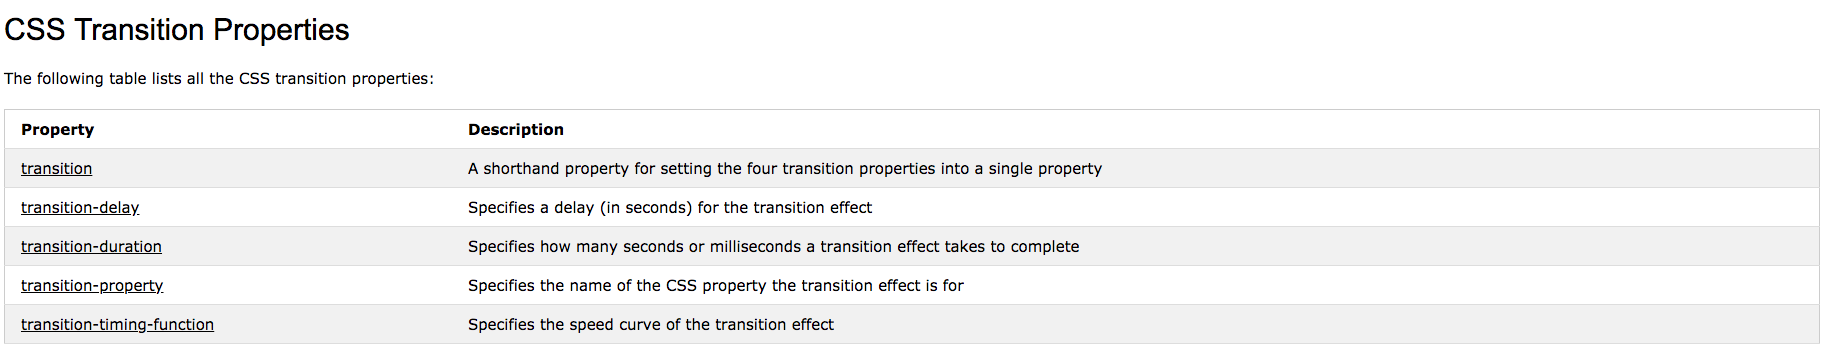 CSS Transition Properties
The following table lists all the CSS transition properties:
Property Description
transition A shorthand property for setting the four transition properties into a single property
transition-delay Specifies a delay (in seconds) for the transition effect
transition-duration Specifies how many seconds or milliseconds a transition effect takes to complete
transition-property Specifies the name of the CSS property the transition effect is for
transition-timing-function Specifies the speed curve of the transition effect